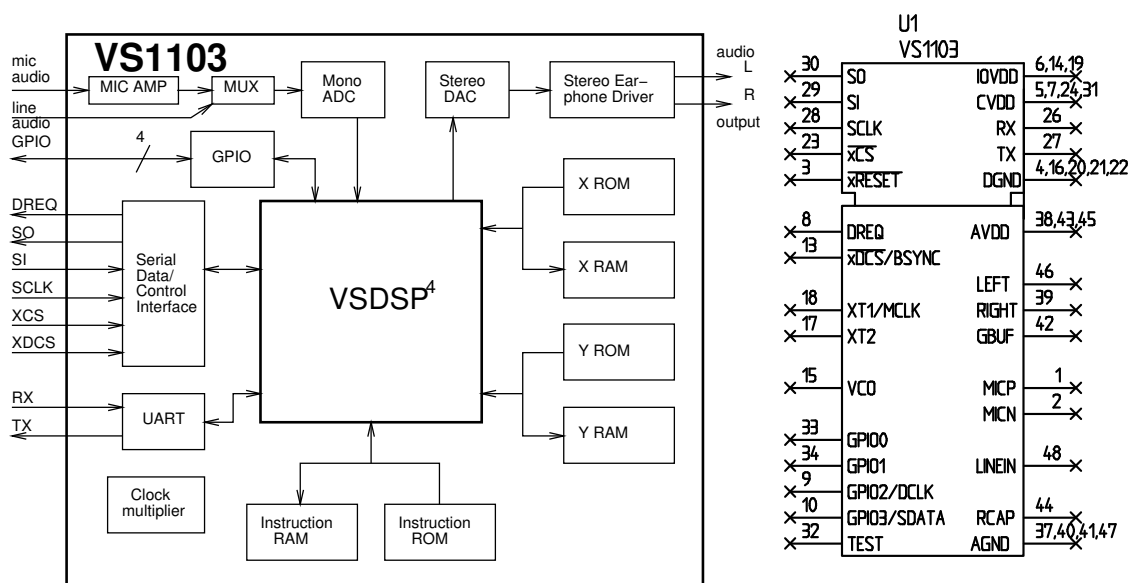 VS1103
mic
audio
line
audio
MIC AMP
MUX
Mono
ADC
Stereo
DAC
Stereo Ear-
phone Driver
audio
L
R
output
GPIO
4
GPIO
DREQ
SO
SI
SCLK
XCS
XDCS
Serial
Data/
Control
Interface
VSDSP4
X ROM
X RAM
Y ROM
Y RAM
RX
TX
UART
Clock
multiplier
Instruction
RAM
Instruction
ROM
U1
VS1103
30 SO IOVDD 6,14,19
29 SI CVDD 5,7,24,31
28 SCLK RX 26
23 xCS TX 27
3 xRESET DGND 4,16,20,21,22
8 DREQ AVDD 38,43,45
13 xDCS/BSYNC
LEFT 46
18 XT1/MCLK RIGHT 39
17 XT2 GBUF 42
15 VCO MICP 1
MICN 2
33 GPIO0
34 GPIO1 LINEIN 48
9 GPIO2/DCLK
10 GPIO3/SDATA RCAP 44
32 TEST AGND 37,40,41,47